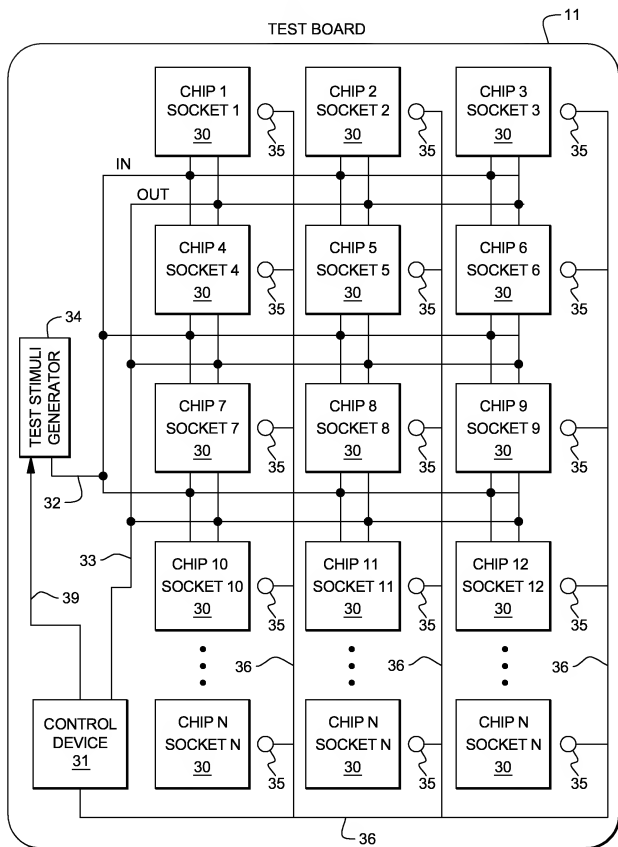 TEST BOARD
11
CHIP 1
SOCKET 1
30
35
CHIP 2
SOCKET 2
30
35
CHIP 3
SOCKET 3
30
35
IN
OUT
CHIP 4
SOCKET 4
30
35
CHIP 5
SOCKET 5
30
35
CHIP 6
SOCKET 6
30
35
34
TEST STIMULI
GENERATOR
CHIP 7
SOCKET 7
30
35
CHIP 8
SOCKET 8
30
35
CHIP 9
SOCKET 9
30
35
32
33
39
CHIP 10
SOCKET 10
30
35
CHIP 11
SOCKET 11
30
35
CHIP 12
SOCKET 12
30
35
36
36
CONTROL
DEVICE
31
CHIP N
SOCKET N
30
35
CHIP N
SOCKET N
30
35
CHIP N
SOCKET N
30
35
36